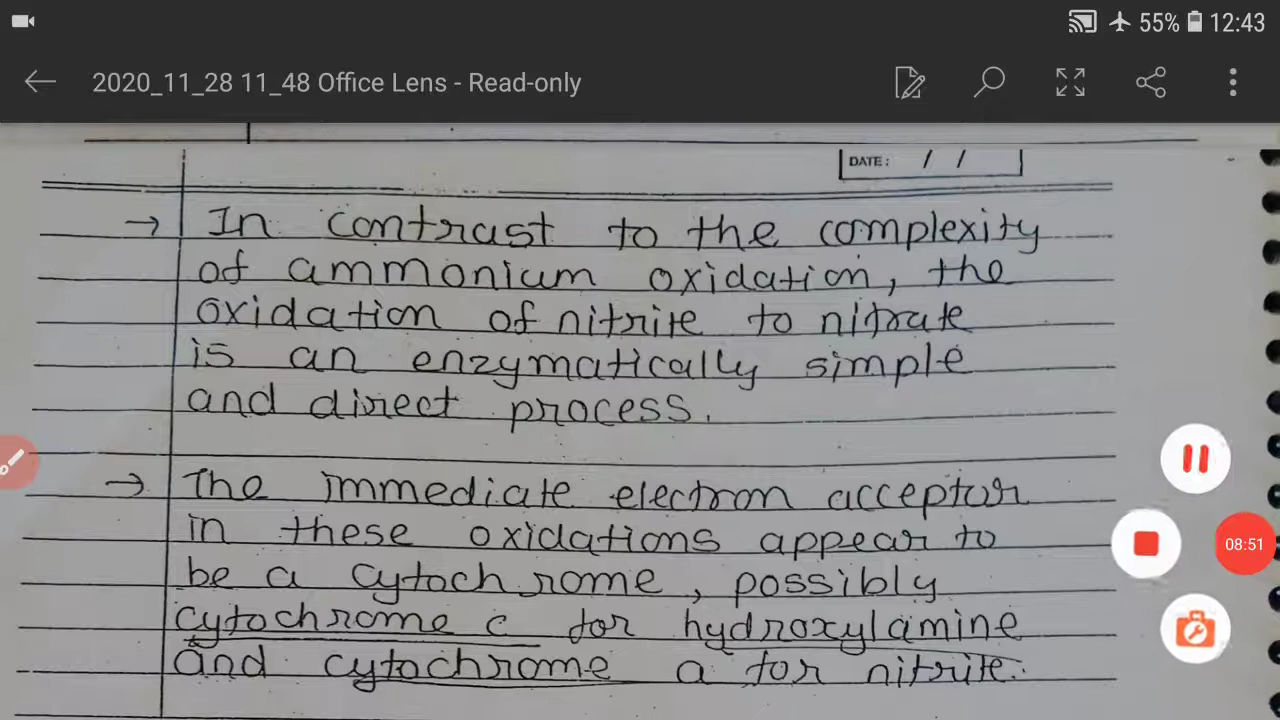 55% 12:43
2020_11_28 11_48 Office Lens - Read-only
DATE: / /
→ In contrast to the complexity
of ammonium oxidation, the
oxidation of nitrite to nitrate
is an enzymatically simple
and direct process.
→ The immediate electron acceptor
in these oxidations appear to
be a cytochrome, possibly
cytochrome c for hydroxylamine
and cytochrome a for nitrite.
08:51